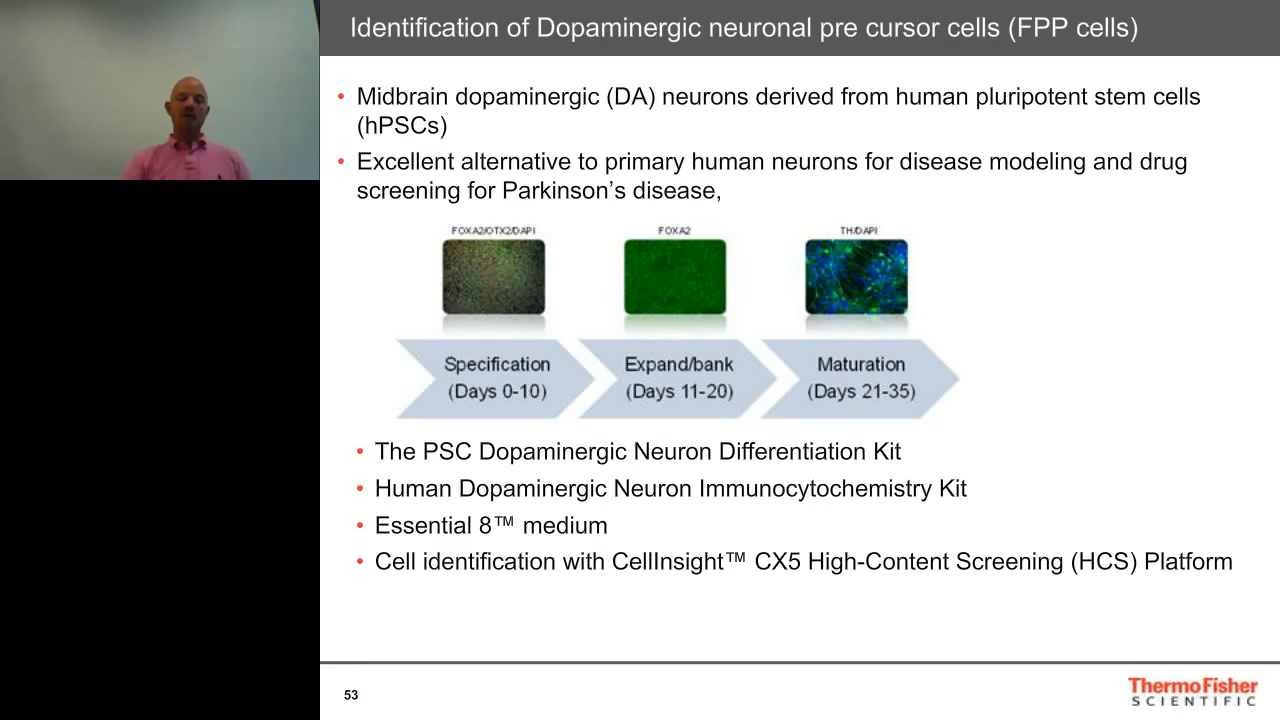 Identification of Dopaminergic neuronal pre cursor cells (FPP cells)
• Midbrain dopaminergic (DA) neurons derived from human pluripotent stem cells
(hPSCs)
• Excellent alternative to primary human neurons for disease modeling and drug
screening for Parkinson’s disease,
FOXA2/OTX2/DAPI
FOXA2
TH/DAPI
Specification
(Days 0-10)
Expand/bank
(Days 11-20)
Maturation
(Days 21-35)
• The PSC Dopaminergic Neuron Differentiation Kit
• Human Dopaminergic Neuron Immunocytochemistry Kit
• Essential 8™ medium
• Cell identification with CellInsight™ CX5 High-Content Screening (HCS) Platform
53
ThermoFisher
SCIENTIFIC